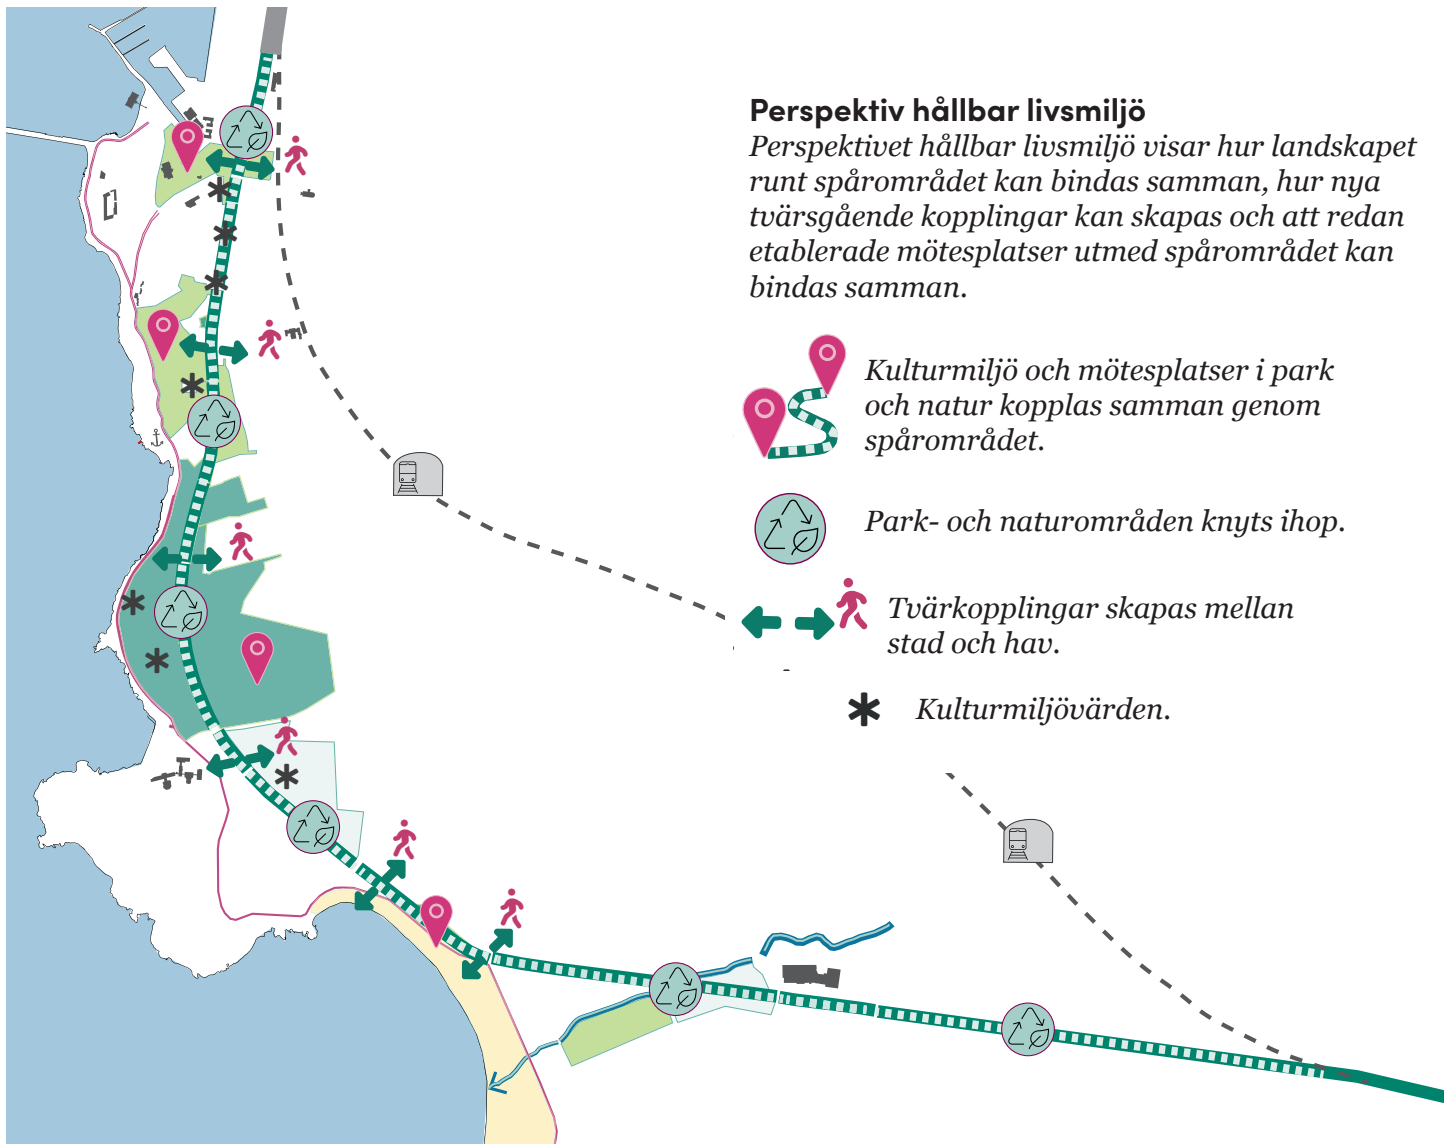 Perspektiv hållbar livsmiljö
Perspektivet hållbar livsmiljö visar hur landskapet
runt spårområdet kan bindas samman, hur nya
tvärsgående kopplingar kan skapas och att redan
etablerade mötesplatser utmed spårområdet kan
bindas samman.
Kulturmiljö och mötesplatser i park
och natur kopplas samman genom
spårområdet.
Park- och naturområden knyts ihop.
Tvärkopplingar skapas mellan
stad och hav.
Kulturmiljövärden.